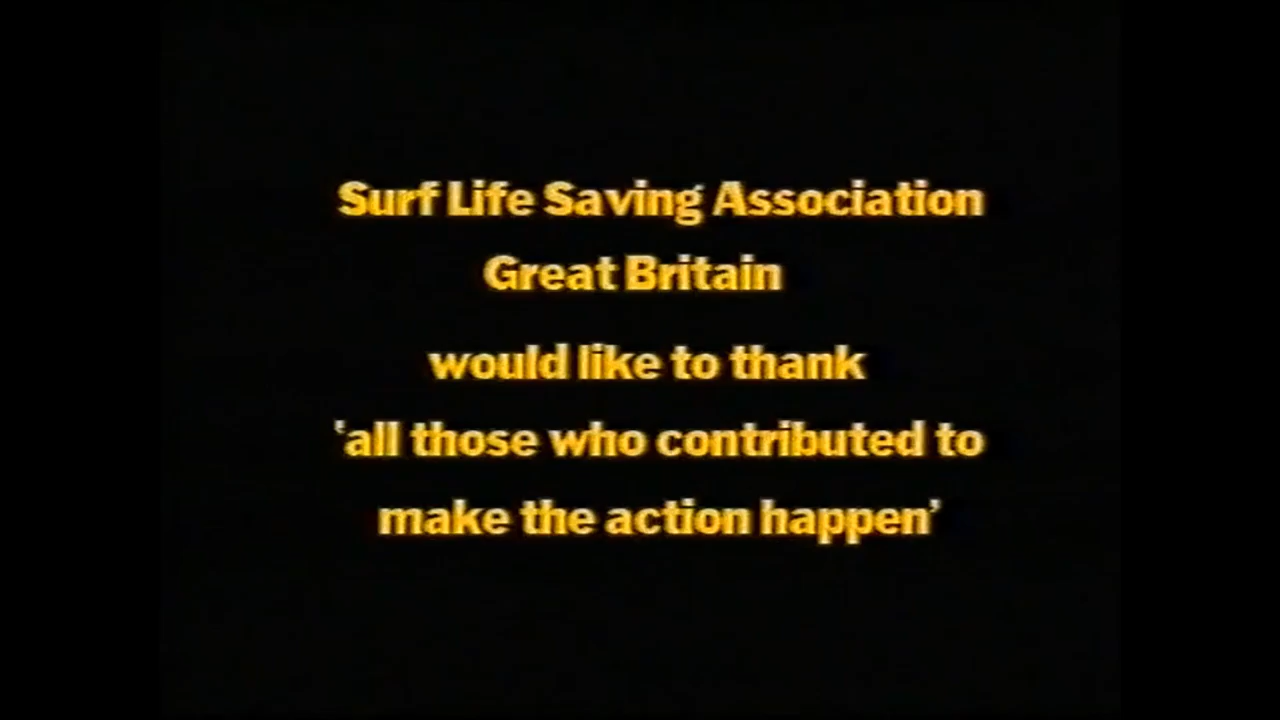 Surf Life Saving Association
Great Britain
would like to thank
'all those who contributed to
make the action happen'